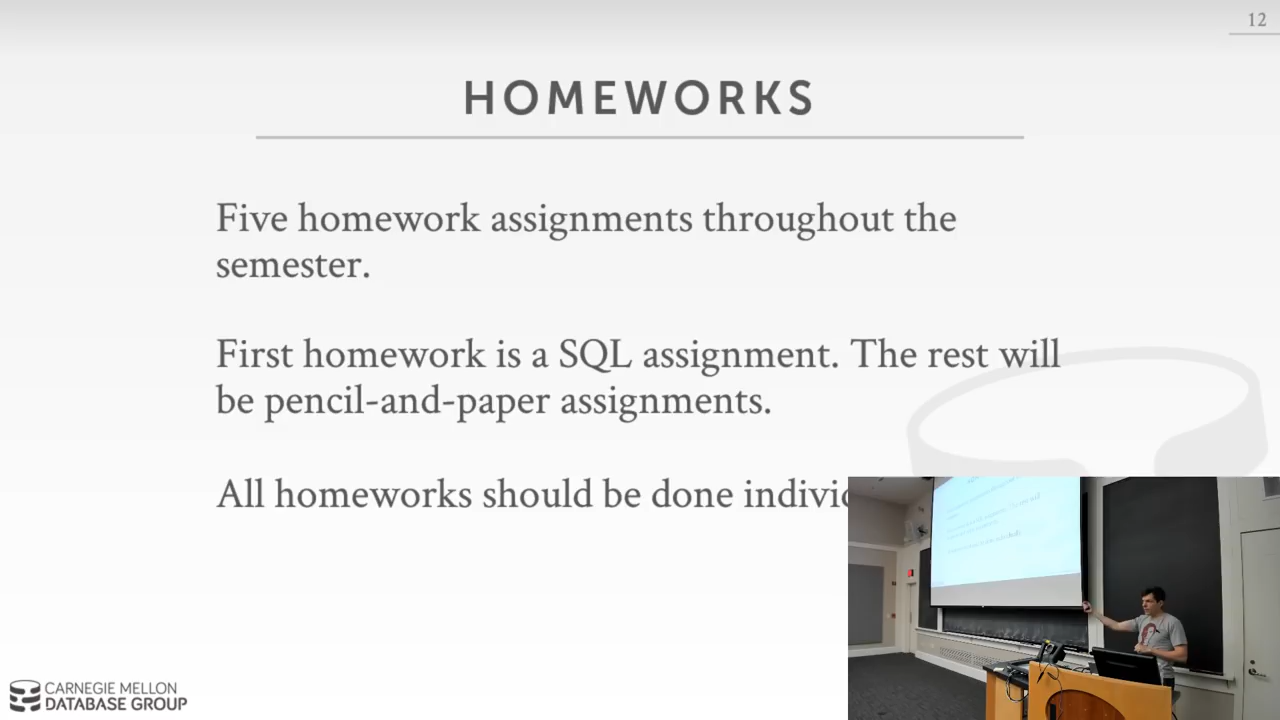 12
HOMEWORKS
Five homework assignments throughout the
semester.
First homework is a SQL assignment. The rest will
be pencil-and-paper assignments.
All homeworks should be done
CARNEGIE MELLON
DATABASE GROUP